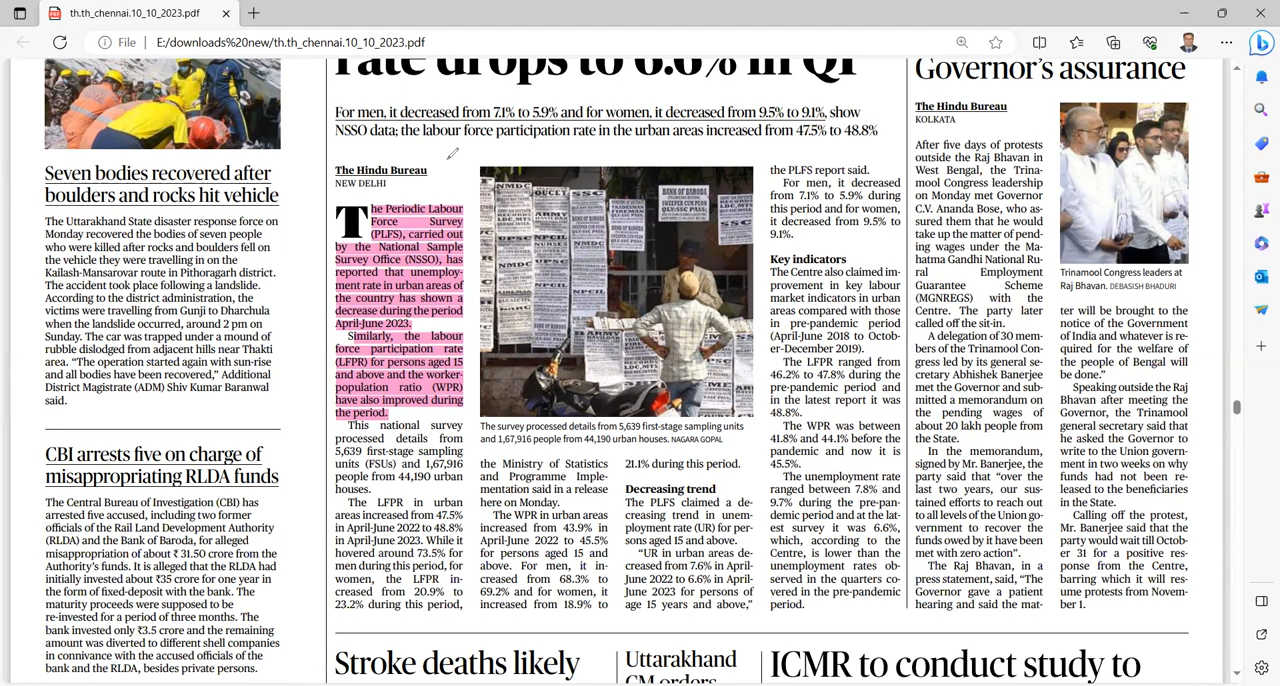 th.th_chennai.10_10_2023.pdf
File
E:/downloads%20new/th.th_chennai.10_10_2023.pdf
Seven bodies recovered after
boulders and rocks hit vehicle
The Uttarakhand State disaster response force on
Monday recovered the bodies of seven people
who were killed after rocks and boulders fell on
the vehicle they were travelling in on the
Kailash-Mansarovar route in Pithoragarh district.
The accident took place following a landslide.
According to the district administration, the
victims were travelling from Gunji to Dharchula
when the landslide occurred, around 2 pm on
Sunday. The car was trapped under a mound of
rubble dislodged from adjacent hills near Thakti
area. “The operation started again with sun-rise
and all bodies have been recovered,” Additional
District Magistrate (ADM) Shiv Kumar Baranwal
said.
CBI arrests five on charge of
misappropriating RLDA funds
The Central Bureau of Investigation (CBI) has
arrested five accused, including two former
officials of the Rail Land Development Authority
(RLDA) and the Bank of Baroda, for alleged
misappropriation of about ₹ 31.50 crore from the
Authority’s funds. It is alleged that the RLDA had
initially invested about ₹35 crore for one year in
the form of fixed-deposit with the bank. The
maturity proceeds were supposed to be
re-invested for a period of three months. The
bank invested only ₹3.5 crore and the remaining
amount was diverted to different shell companies
in connivance with the accused officials of the
bank and the RLDA, besides private persons.
rate drops to 6.6% in Q1
For men, it decreased from 7.1% to 5.9% and for women, it decreased from 9.5% to 9.1%, show
NSSO data; the labour force participation rate in the urban areas increased from 47.5% to 48.8%
The Hindu Bureau
NEW DELHI
The Periodic Labour
Force Survey
(PLFS), carried out
by the National Sample
Survey Office (NSSO), has
reported that unemploy-
ment rate in urban areas of
the country has shown a
decrease during the period
April-June 2023.
Similarly, the labour
force participation rate
(LFPR) for persons aged 15
and above and the worker-
population ratio (WPR)
have also improved during
the period.
This national survey
processed details from
5,639 first-stage sampling
units (FSUs) and 1,67,916
people from 44,190 urban
houses.
The LFPR in urban
areas increased from 47.5%
in April-June 2022 to 48.8%
in April-June 2023. While it
hovered around 73.5% for
men during this period, for
women, the LFPR in-
creased from 20.9% to
23.2% during this period,
NMDC
SSC
BANK OF BARODA
ARMY
NMDC
NPCIL
The survey processed details from 5,639 first-stage sampling units
and 1,67,916 people from 44,190 urban houses. NAGARA GOPAL
the Ministry of Statistics
and Programme Imple-
mentation said in a release
here on Monday.
The WPR in urban areas
increased from 43.9% in
April-June 2022 to 45.5%
for persons aged 15 and
above. For men, it in-
creased from 68.3% to
69.2% and for women, it
increased from 18.9% to
21.1% during this period.
Decreasing trend
The PLFS claimed a de-
creasing trend in unem-
ployment rate (UR) for per-
sons aged 15 and above.
“UR in urban areas de-
creased from 7.6% in April-
June 2022 to 6.6% in April-
June 2023 for persons of
age 15 years and above,”
the PLFS report said.
For men, it decreased
from 7.1% to 5.9% during
this period and for women,
it decreased from 9.5% to
9.1%.
Key indicators
The Centre also claimed im-
provement in key labour
market indicators in urban
areas compared with those
in pre-pandemic period
(April-June 2018 to Octob-
er-December 2019).
The LFPR ranged from
46.2% to 47.8% during the
pre-pandemic period and
in the latest report it was
48.8%.
The WPR was between
41.8% and 44.1% before the
pandemic and now it is
45.5%.
The unemployment rate
ranged between 7.8% and
9.7% during the pre-pan-
demic period and at the la-
test survey it was 6.6%,
which, according to the
Centre, is lower than the
unemployment rates ob-
served in the quarters co-
vered in the pre-pandemic
period.
Governor’s assurance
The Hindu Bureau
KOLKATA
After five days of protests
outside the Raj Bhavan in
West Bengal, the Trina-
mool Congress leadership
on Monday met Governor
C.V. Ananda Bose, who as-
sured them that he would
take up the matter of pend-
ing wages under the Ma-
hatma Gandhi National Ru-
ral Employment
Guarantee Scheme
(MGNREGS) with the
Centre. The party later
called off the sit-in.
A delegation of 30 mem-
bers of the Trinamool Con-
gress led by its general se-
cretary Abhishek Banerjee
met the Governor and sub-
mitted a memorandum on
the pending wages of
about 20 lakh people from
the State.
In the memorandum,
signed by Mr. Banerjee, the
party said that “over the
last two years, our sus-
tained efforts to reach out
to all levels of the Union go-
vernment to recover the
funds owed by it have been
met with zero action”.
The Raj Bhavan, in a
press statement, said, “The
Governor gave a patient
hearing and said the mat-
Trinamool Congress leaders at
Raj Bhavan. DEBASISH BHADURI
ter will be brought to the
notice of the Government
of India and whatever is re-
quired for the welfare of
the people of Bengal will
be done.”
Speaking outside the Raj
Bhavan after meeting the
Governor, the Trinamool
general secretary said that
he asked the Governor to
write to the Union govern-
ment in two weeks on why
funds had not been re-
leased to the beneficiaries
in the State.
Calling off the protest,
Mr. Banerjee said that the
party would wait till Octob-
er 31 for a positive res-
ponse from the Centre,
barring which it will res-
ume protests from Novem-
ber 1.
Stroke deaths likely
Uttarakhand
CM orders
ICMR to conduct study to